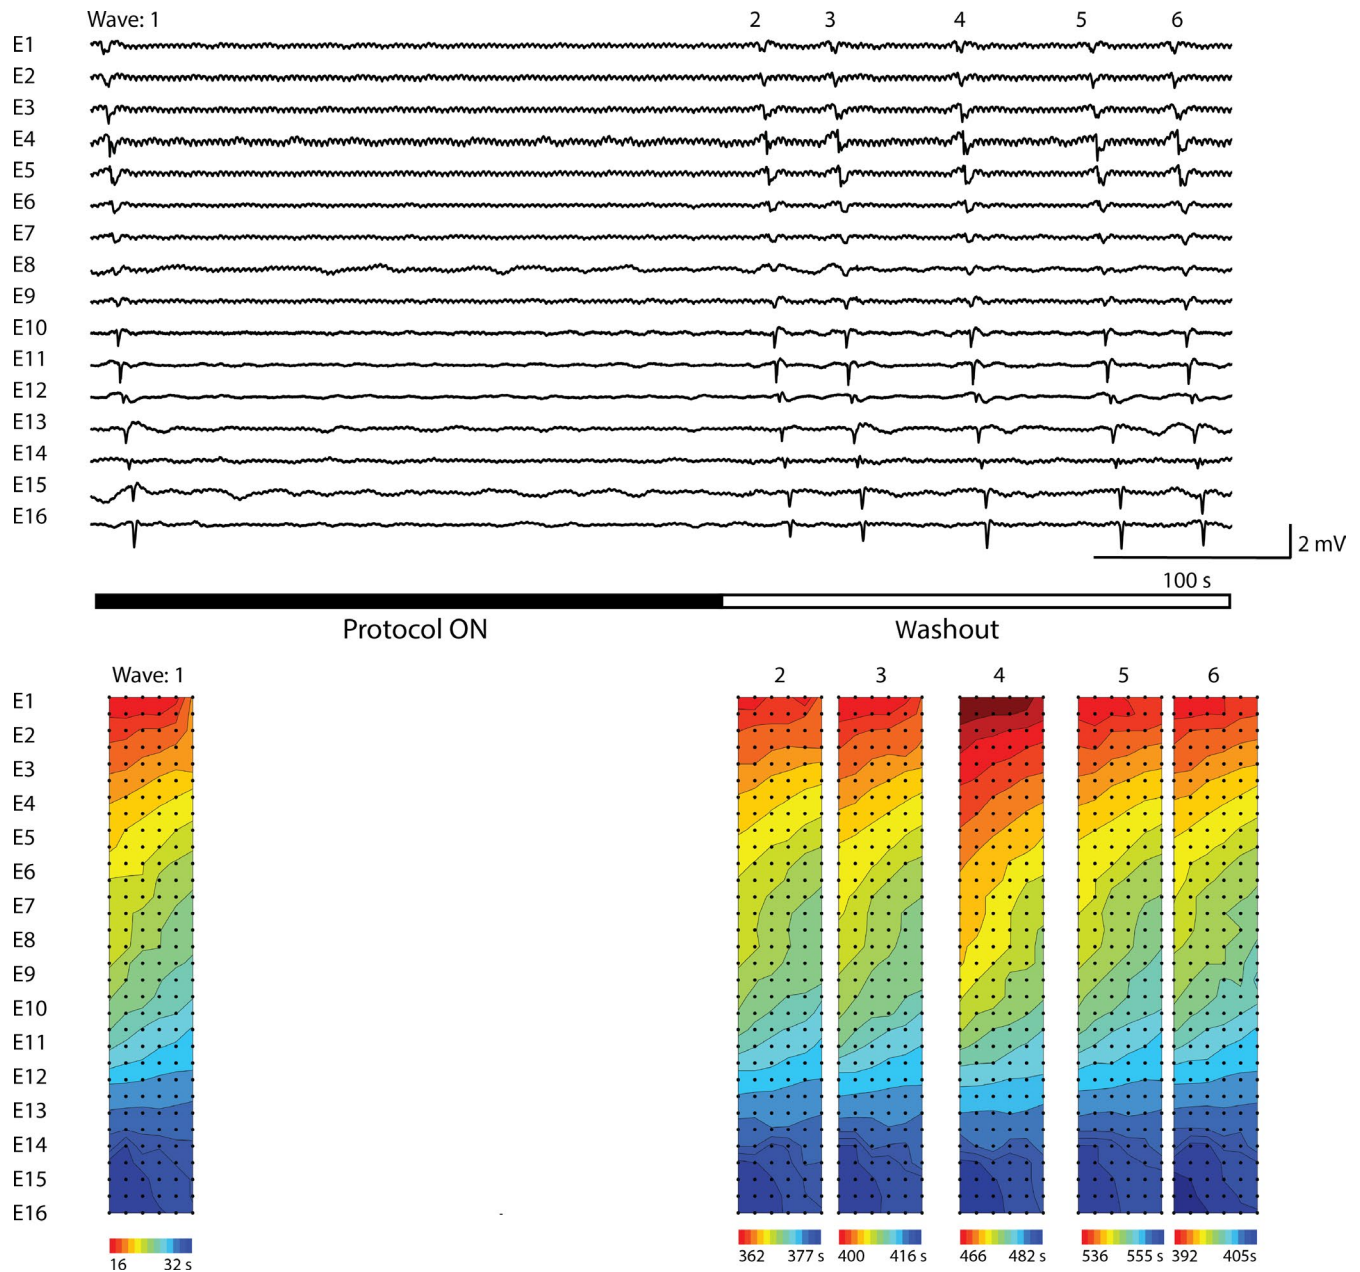 Wave: 1 2 3 4 5 6
E1
E2
E3
E4
E5
E6
E7
E8
E9
E10
E11
E12
E13
E14
E15
E16
2 mV
100 s
Protocol ON Washout
Wave: 1 2 3 4 5 6
E1
E2
E3
E4
E5
E6
E7
E8
E9
E10
E11
E12
E13
E14
E15
E16
16 32 s 362 377 s 400 416 s 466 482 s 536 555 s 392 405s